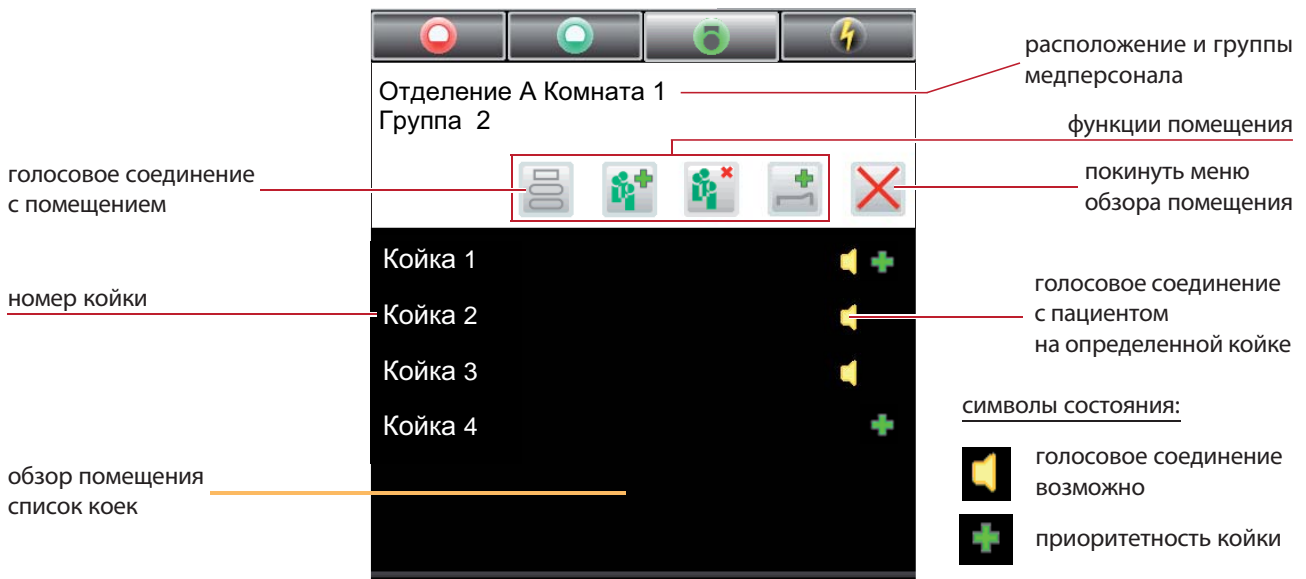 расположение и группы
медперсонала
Отделение А Комната 1
Группа 2
функции помещения
голосовое соединение
с помещением
покинуть меню
обзора помещения
Койка 1
номер койки
Койка 2
голосовое соединение
с пациентом
на определенной койке
Койка 3
символы состояния:
Койка 4
голосовое соединение
возможно
обзор помещения
список коек
приоритетность койки